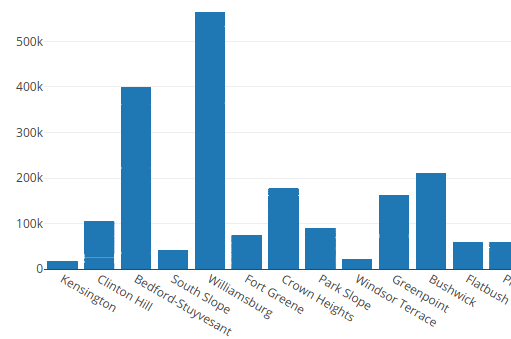 500k
400k
300k
200k
100k
0
Kensington
Clinton Hill
Bedford-Stuyvesant
South Slope
Williamsburg
Fort Greene
Crown Heights
Park Slope
Windsor Terrace
Greenpoint
Bushwick
Flatbush